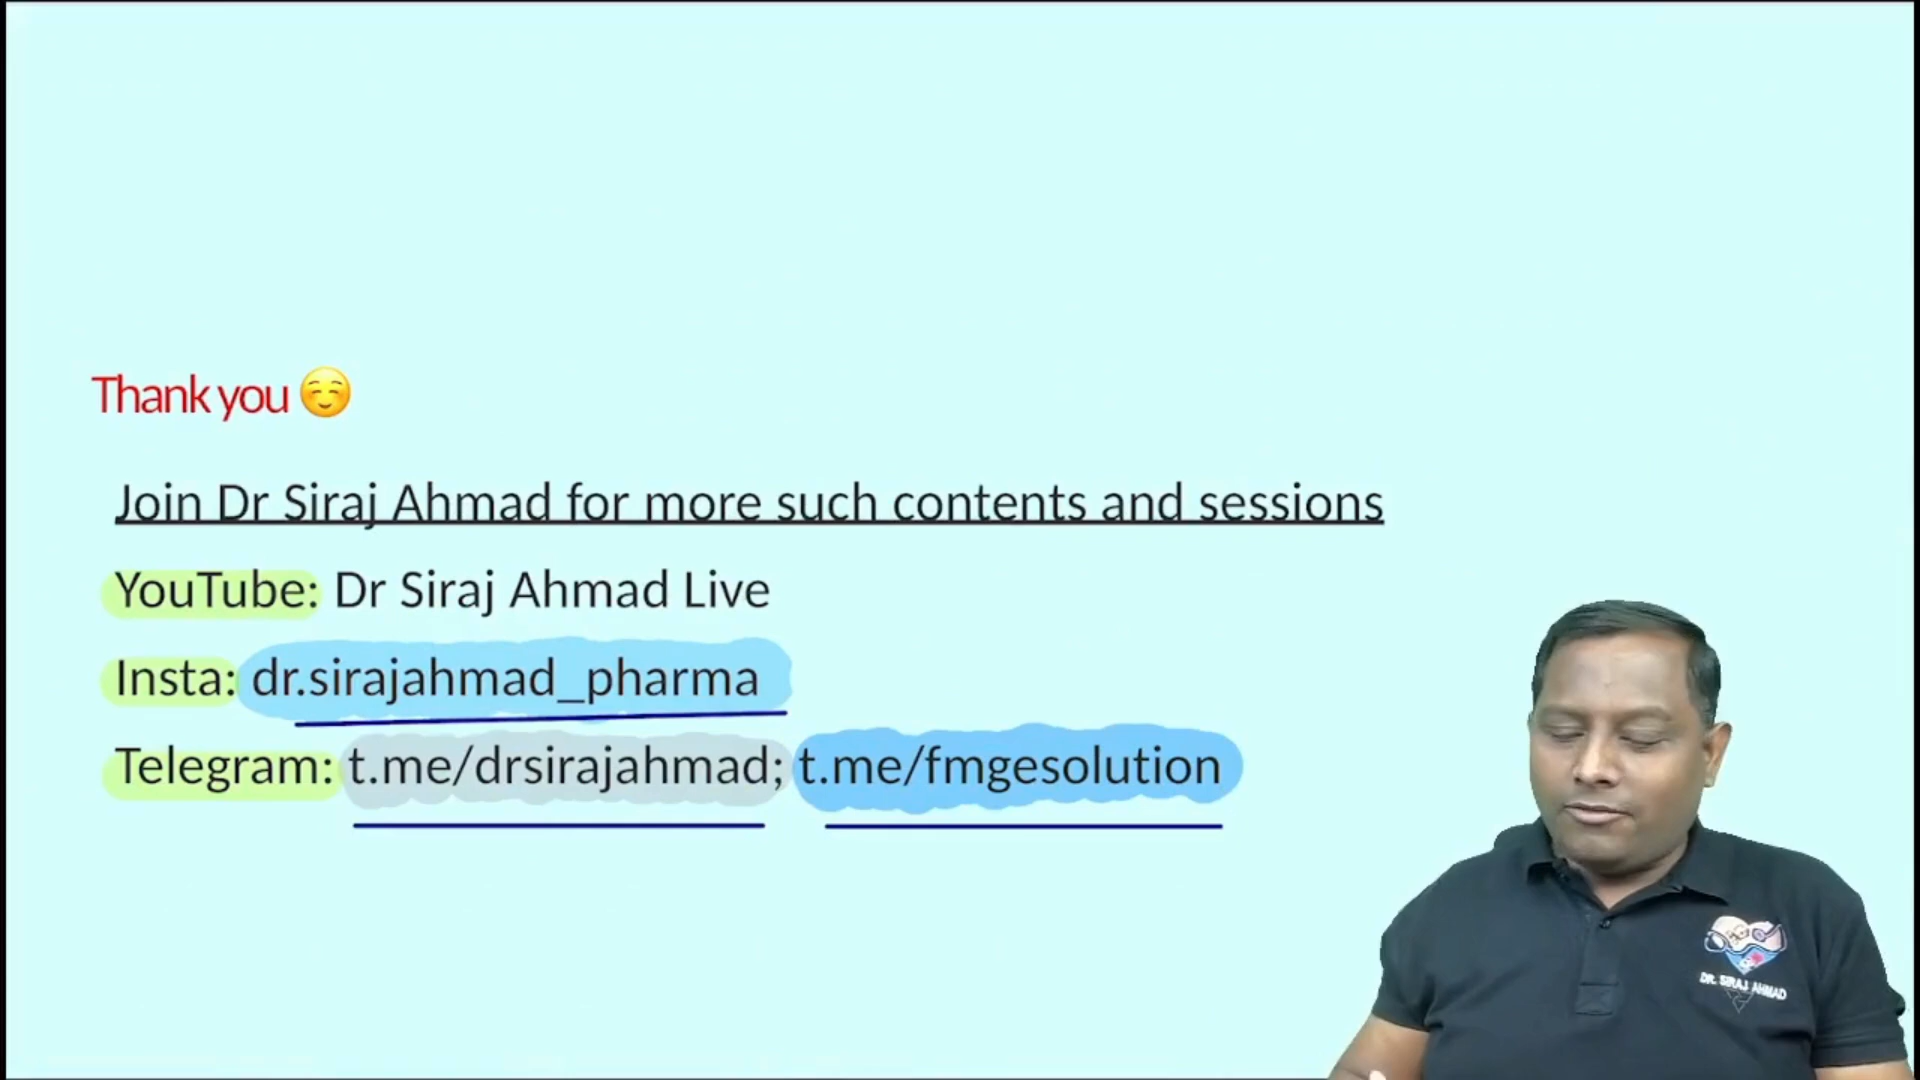 Thank you ☺️
Join Dr Siraj Ahmad for more such contents and sessions
YouTube: Dr Siraj Ahmad Live
Insta: dr.sirajahmad_pharma
Telegram: t.me/drsirajahmad; t.me/fmgesolution
DR. SIRAJ AHMAD